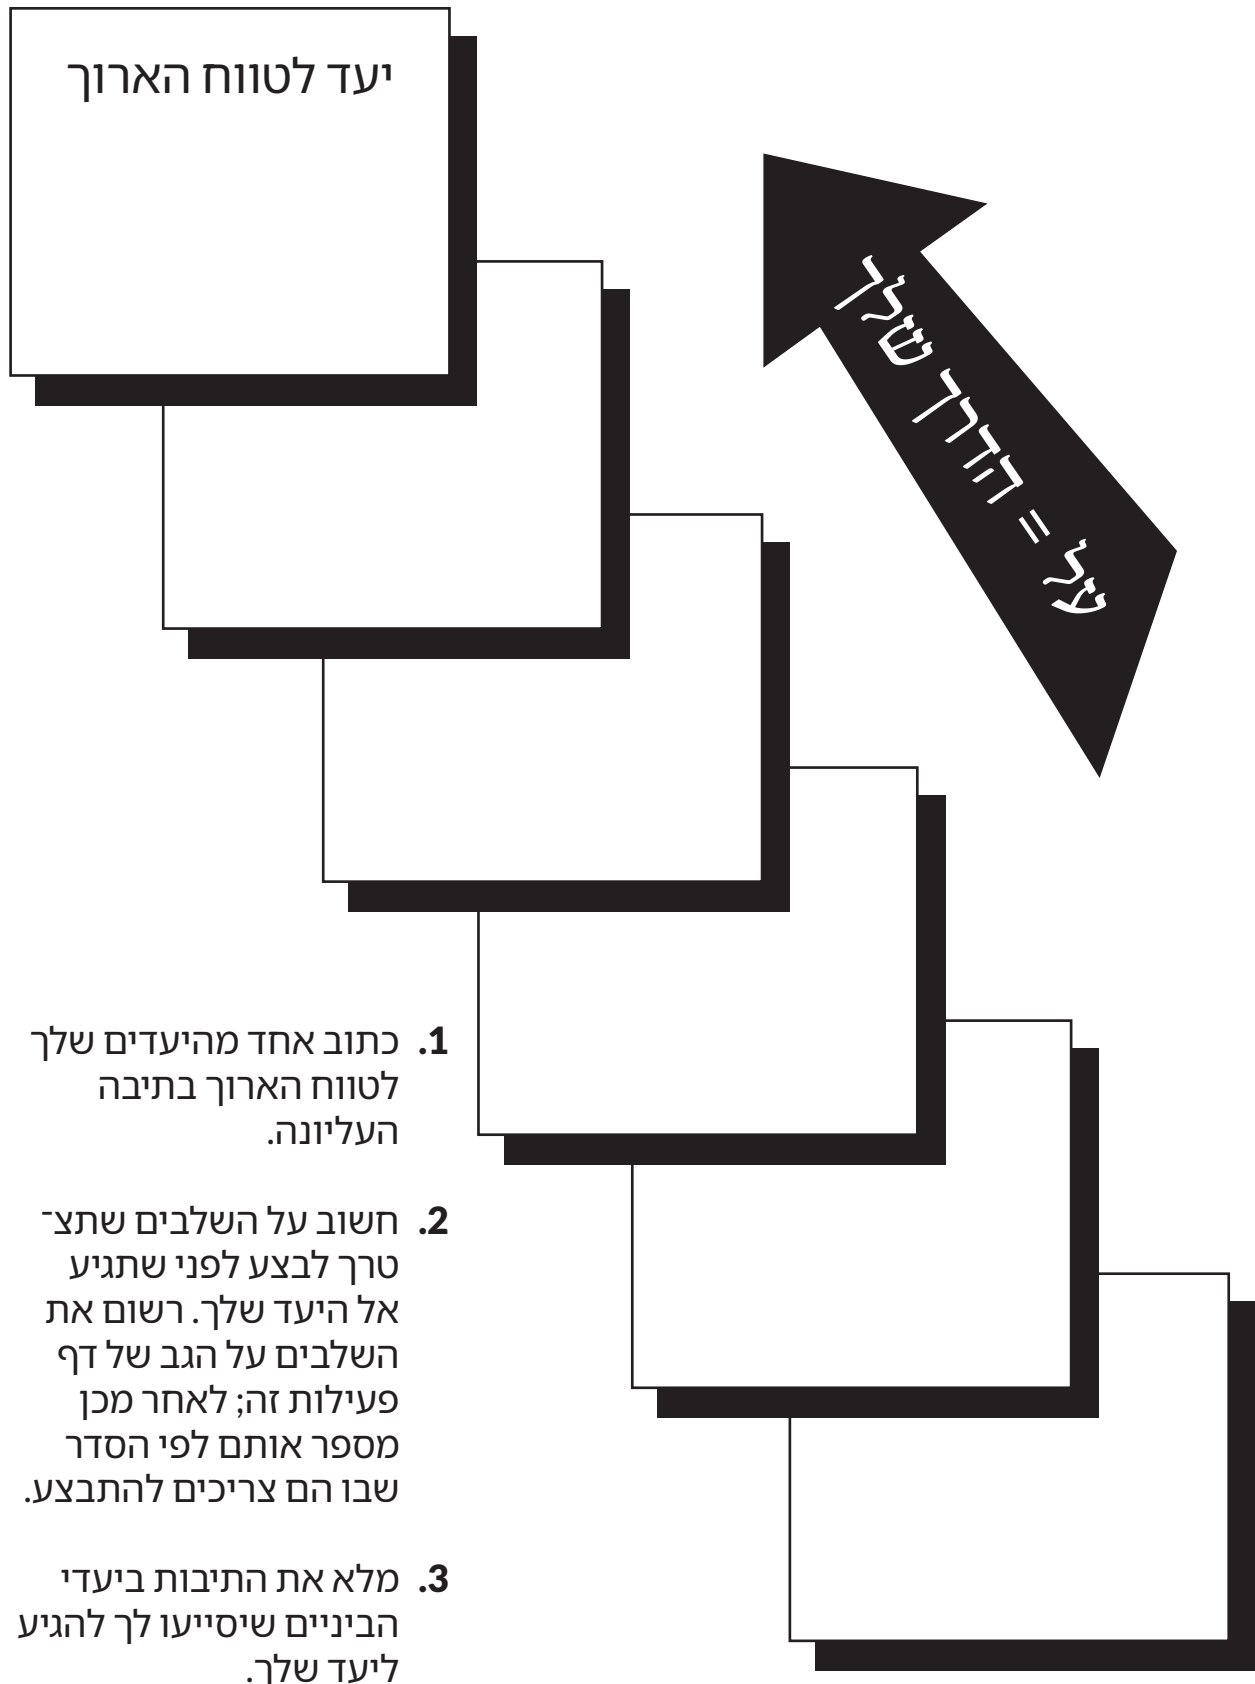 יעד לטווח הארוך
על = הדרך שלך
1. כתוב אחד מהיעדים שלך
לטווח הארוך בתיבה
העליונה.
2. חשוב על השלבים שתצ־
טרך לבצע לפני שתגיע
אל היעד שלך. רשום את
השלבים על הגב של דף
פעילות זה; לאחר מכן
מספר אותם לפי הסדר
שבו הם צריכים להתבצע.
3. מלא את התיבות ביעדי
הביניים שיסייעו לך להגיע
ליעד שלך.